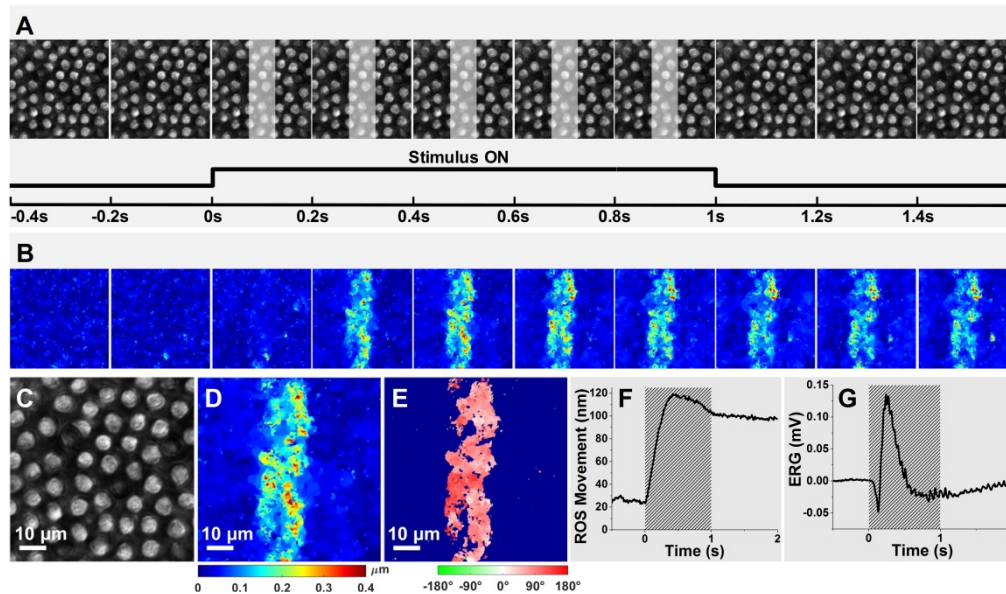 A
Stimulus ON
-0.4s -0.2s 0s 0.2s 0.4s 0.6s 0.8s 1s 1.2s 1.4s
B
C D E F G
10 µm 10 µm 10 µm
ROS Movement (nm)
120
100
80
60
40
20
0
0 1 2
Time (s)
ERG (mV)
0.15
0.10
0.05
0.00
-0.05
0 1
Time (s)
µm
0 0.1 0.2 0.3 0.4
-180° -90° 0° 90° 180°